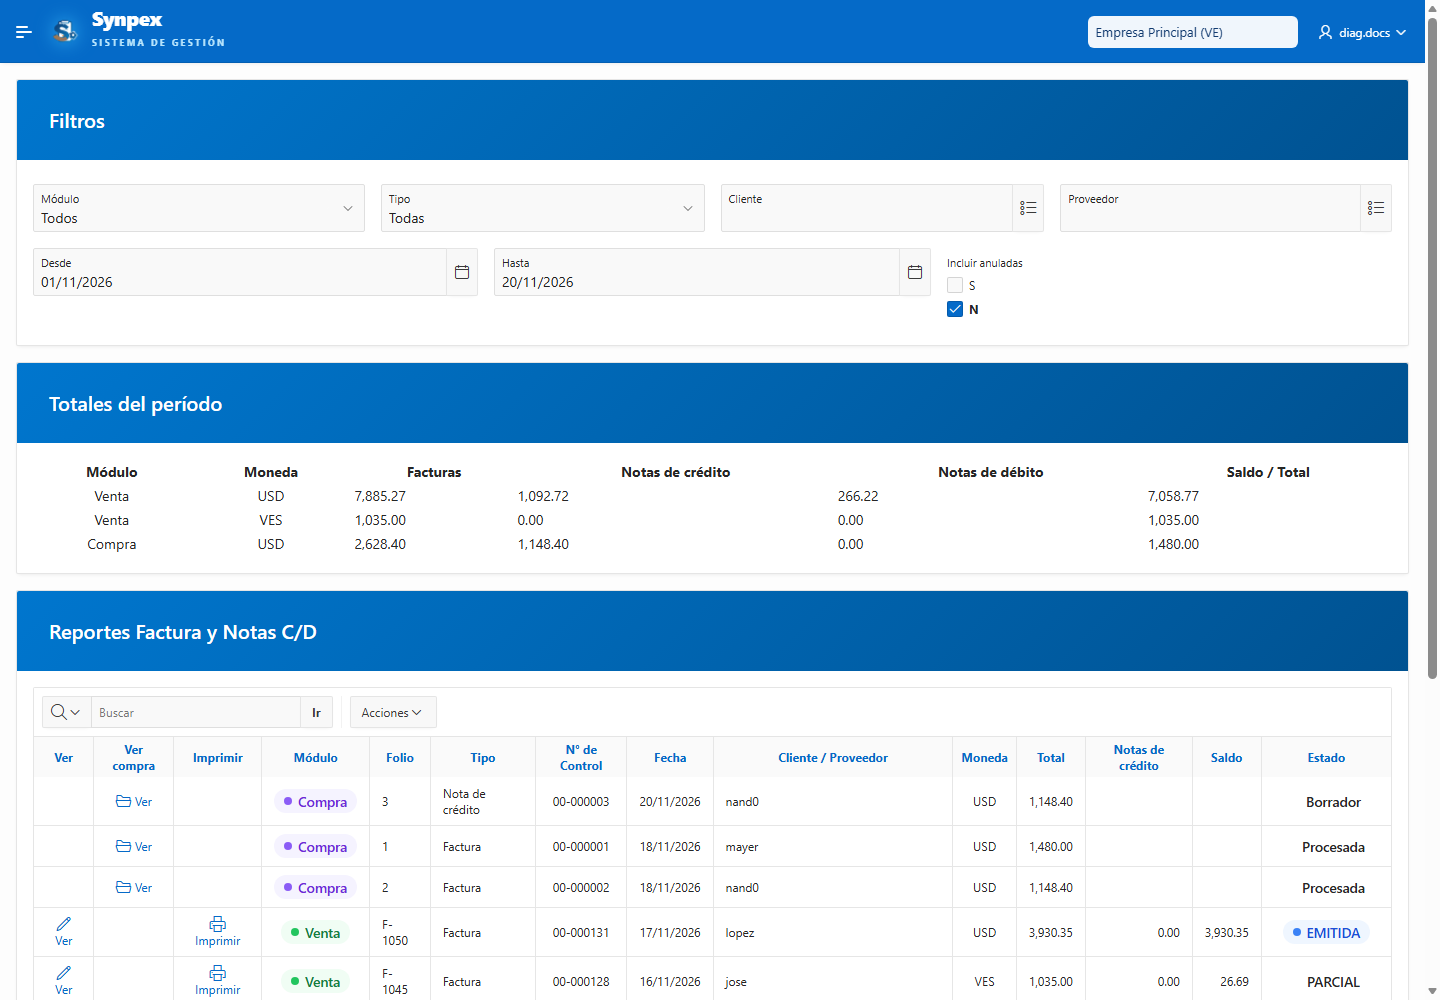 Synpex
SISTEMA DE GESTIÓN
Empresa Principal (VE)
diag.docs
Filtros
Módulo
Todos
Tipo
Todas
Cliente
Proveedor
Desde
01/11/2026
Hasta
20/11/2026
Incluir anuladas
S
N
Totales del período
Módulo Moneda Facturas Notas de crédito Notas de débito Saldo / Total
Venta USD 7,885.27 1,092.72 266.22 7,058.77
Venta VES 1,035.00 0.00 0.00 1,035.00
Compra USD 2,628.40 1,148.40 0.00 1,480.00
Reportes Factura y Notas C/D
Buscar Ir Acciones
Ver Ver compra Imprimir Módulo Folio Tipo N° de Control Fecha Cliente / Proveedor Moneda Total Notas de crédito Saldo Estado
Ver Compra 3 Nota de crédito 00-000003 20/11/2026 nand0 USD 1,148.40 Borrador
Ver Compra 1 Factura 00-000001 18/11/2026 mayer USD 1,480.00 Procesada
Ver Compra 2 Factura 00-000002 18/11/2026 nand0 USD 1,148.40 Procesada
Ver Imprimir Venta F-1050 Factura 00-000131 17/11/2026 lopez USD 3,930.35 0.00 3,930.35 EMITIDA
Ver Imprimir Venta F-1045 Factura 00-000128 16/11/2026 jose VES 1,035.00 0.00 26.69 PARCIAL